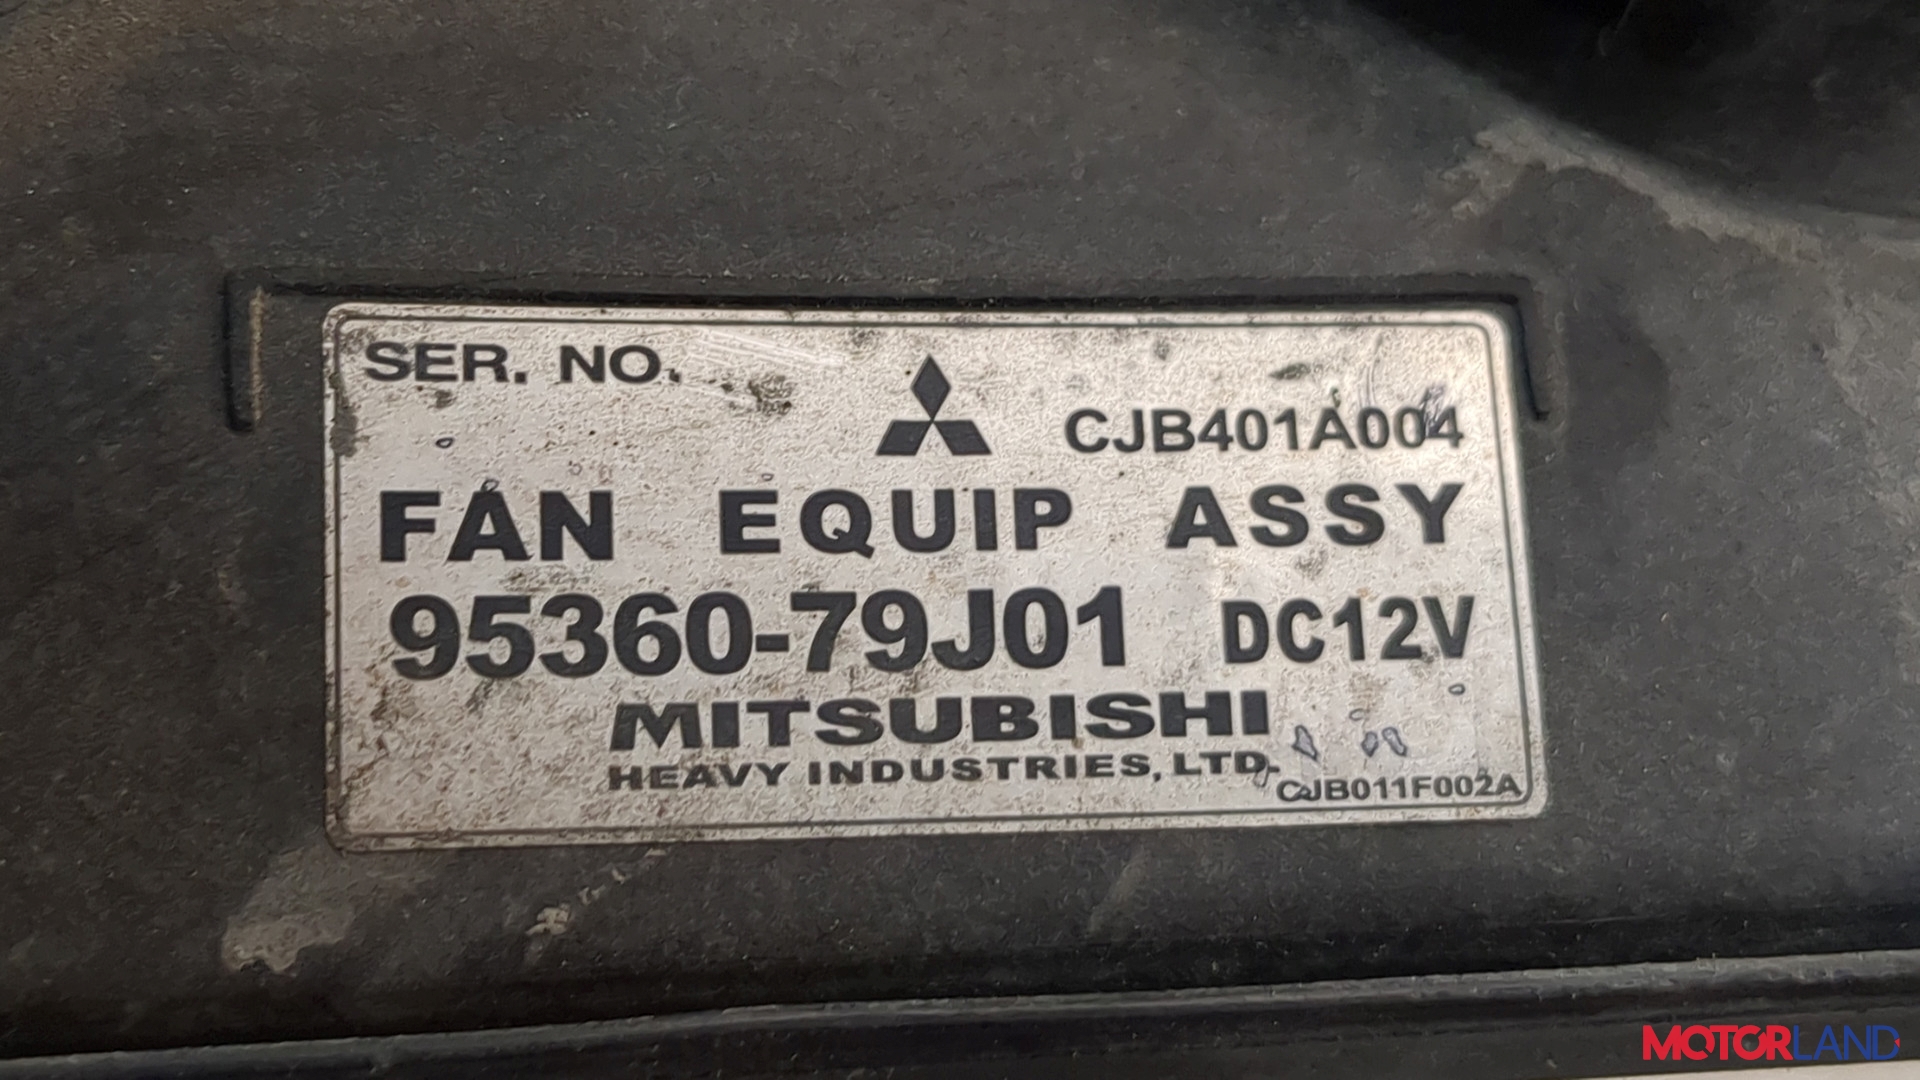 SER. NO.
CJB401A004
FAN EQUIP ASSY
95360-79J01 DC12V
MITSUBISHI
HEAVY INDUSTRIES, LTD.
CJB011F002A
MOTORLAND